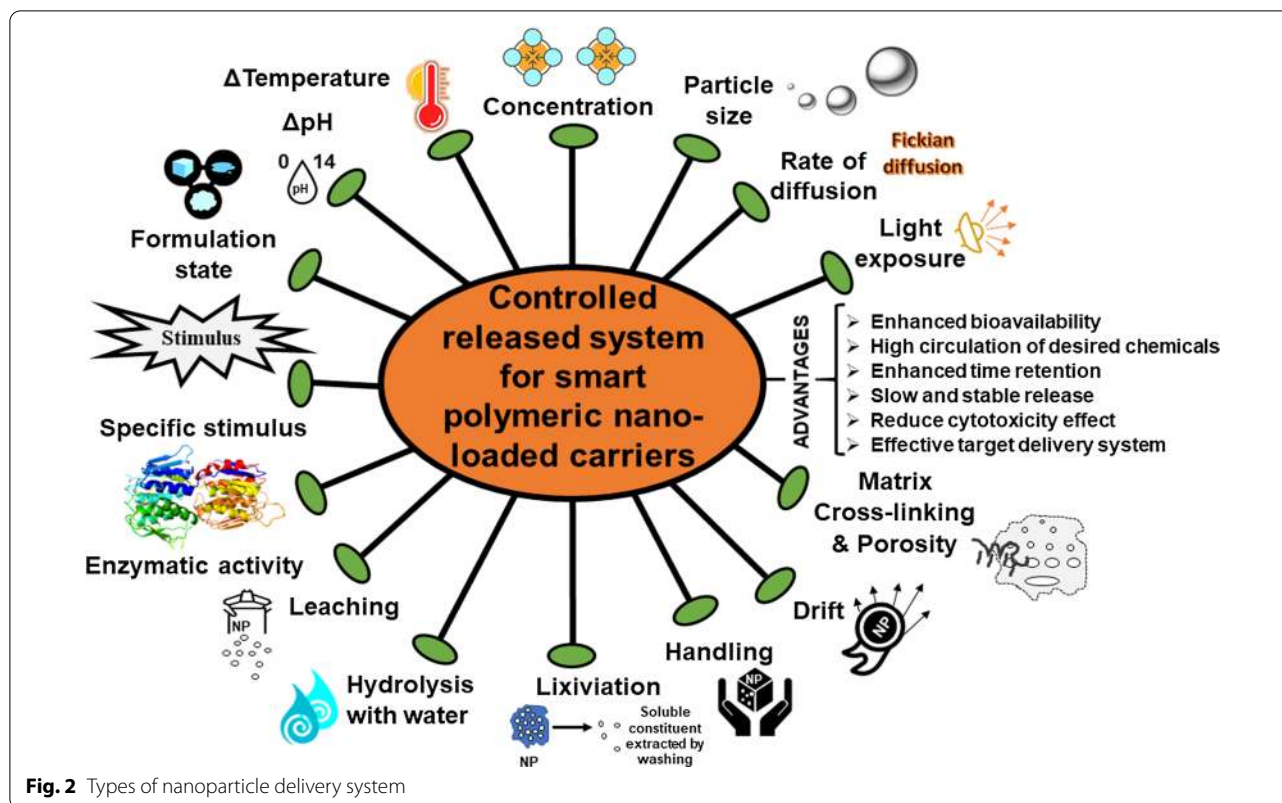 ΔTemperature
Concentration
Particle
size
Rate of
diffusion
Fickian
diffusion
Light
exposure
ΔpH
0 14
pH
Formulation
state
Stimulus
Specific stimulus
Enzymatic activity
Controlled
released system
for smart
polymeric nano-
loaded carriers
ADVANTAGES
➢ Enhanced bioavailability
➢ High circulation of desired chemicals
➢ Enhanced time retention
➢ Slow and stable release
➢ Reduce cytotoxicity effect
➢ Effective target delivery system
Matrix
Cross-linking
& Porosity
Drift
NP
Handling
NP
Lixiviation
NP
Soluble
constituent
extracted by
washing
Hydrolysis
with water
Leaching
NP
Fig. 2 Types of nanoparticle delivery system